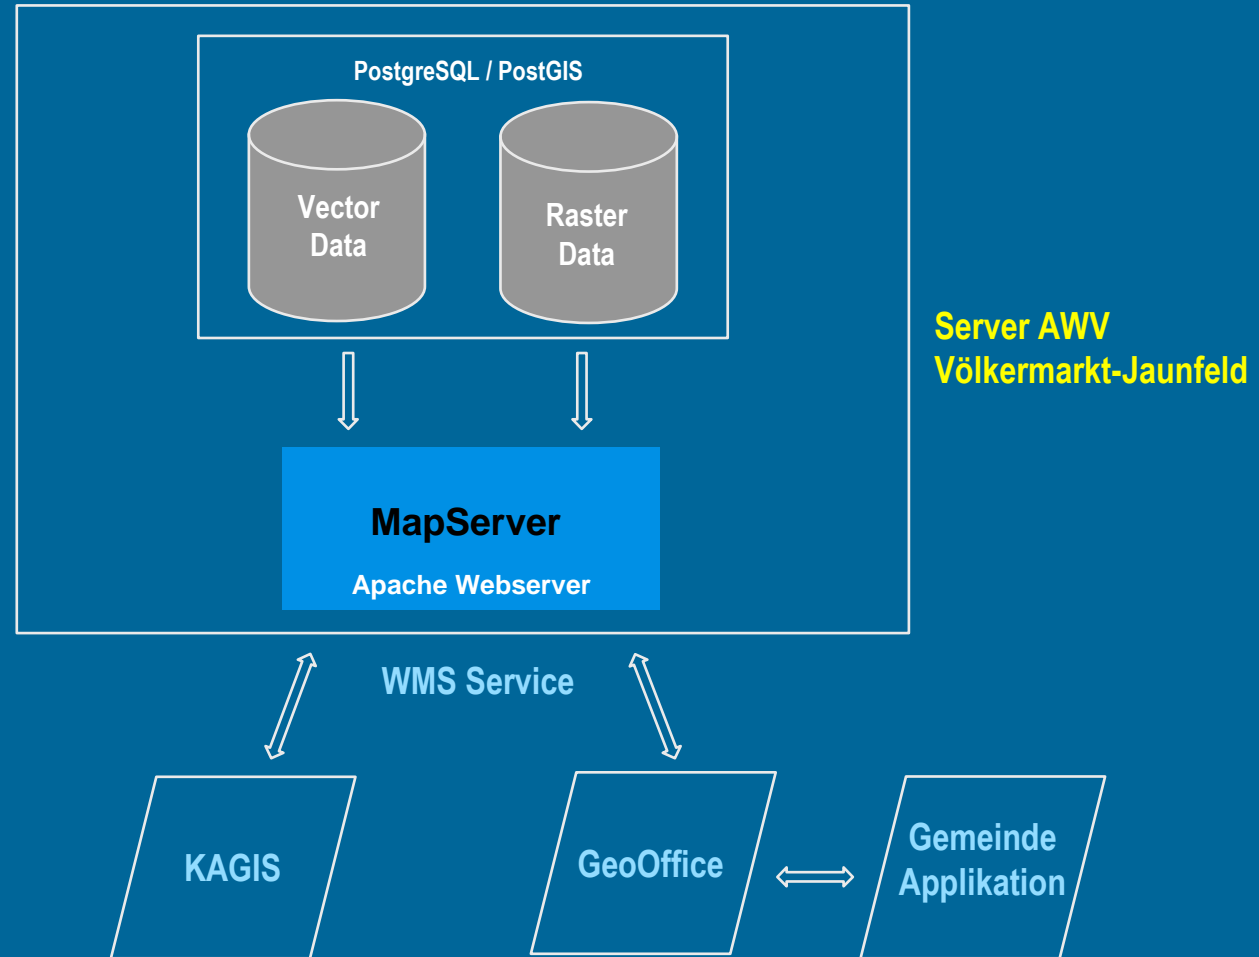 PostgreSQL / PostGIS
Vector
Data
Raster
Data
Server AWV
Völkermarkt-Jaunfeld
MapServer
Apache Webserver
WMS Service
KAGIS
GeoOffice
Gemeinde
Applikation